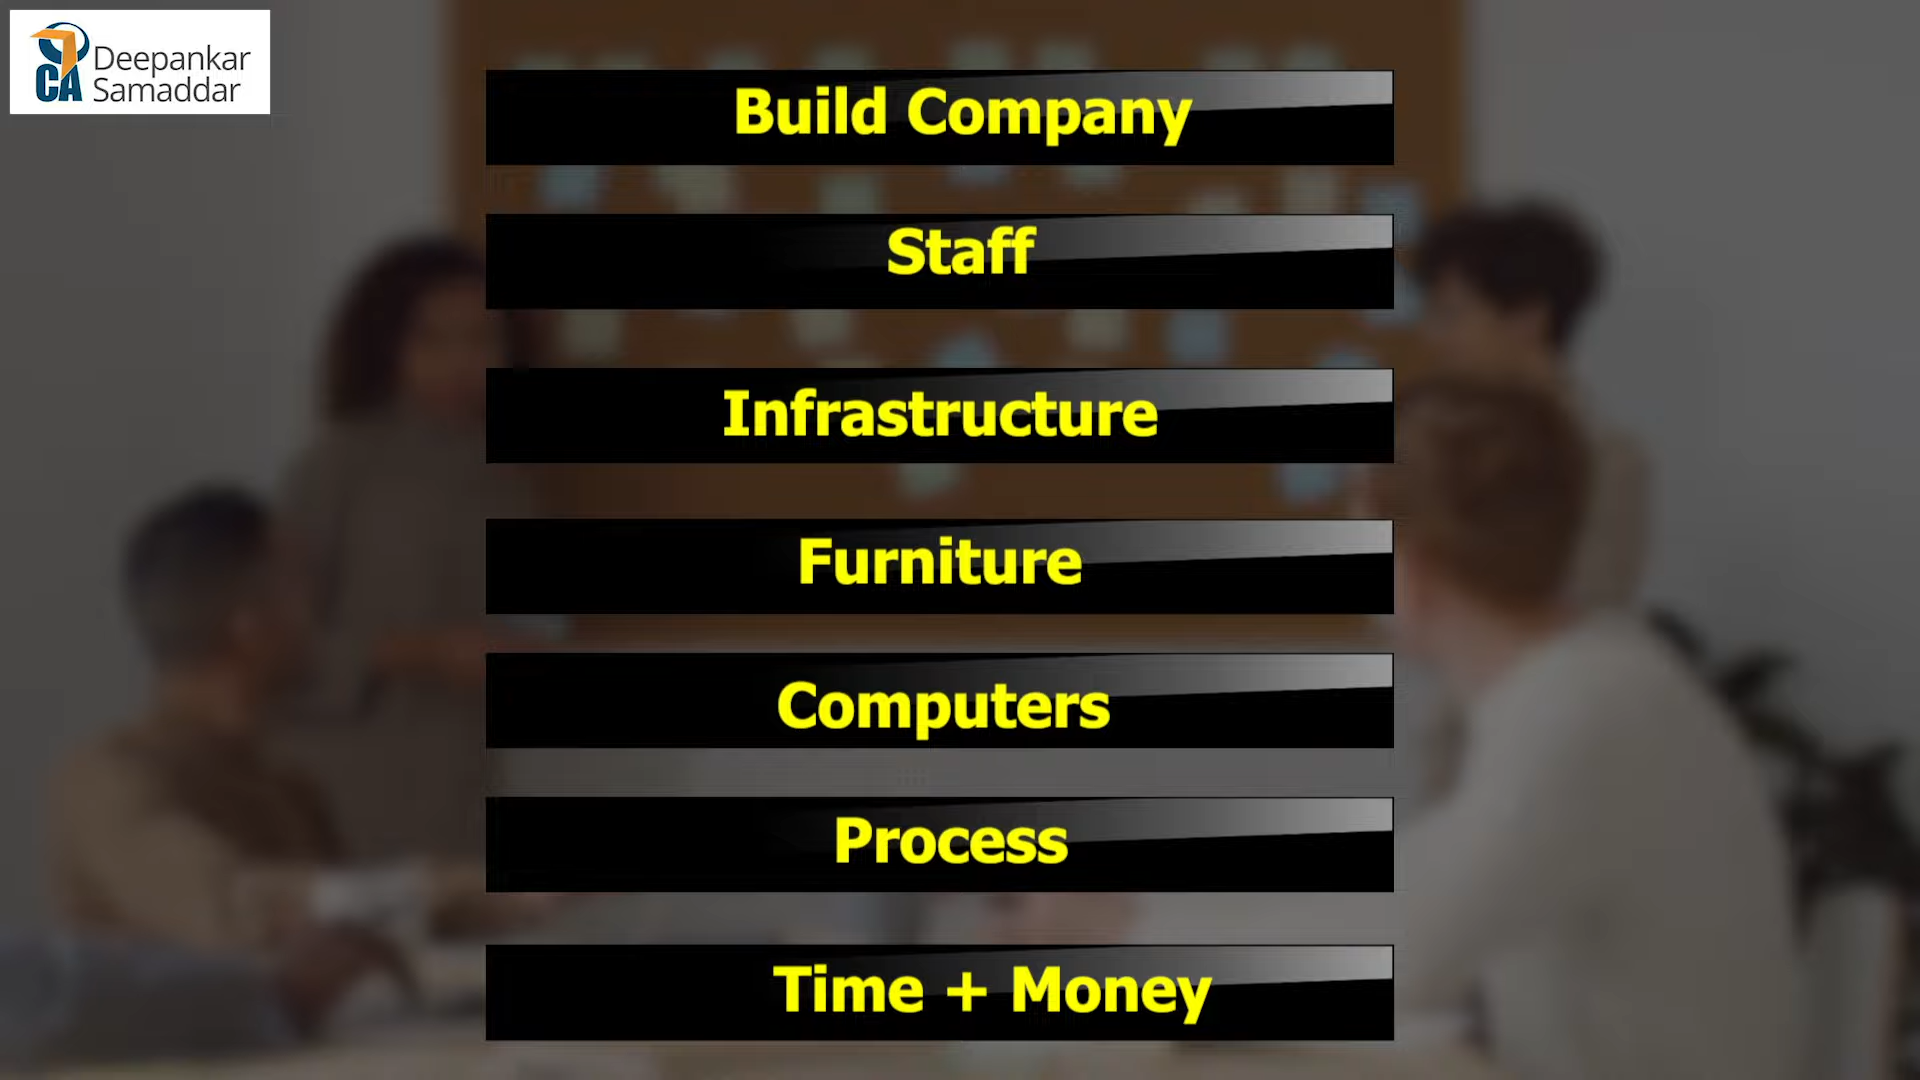 CA
Deepankar
Samaddar
Build Company
Staff
Infrastructure
Furniture
Computers
Process
Time + Money